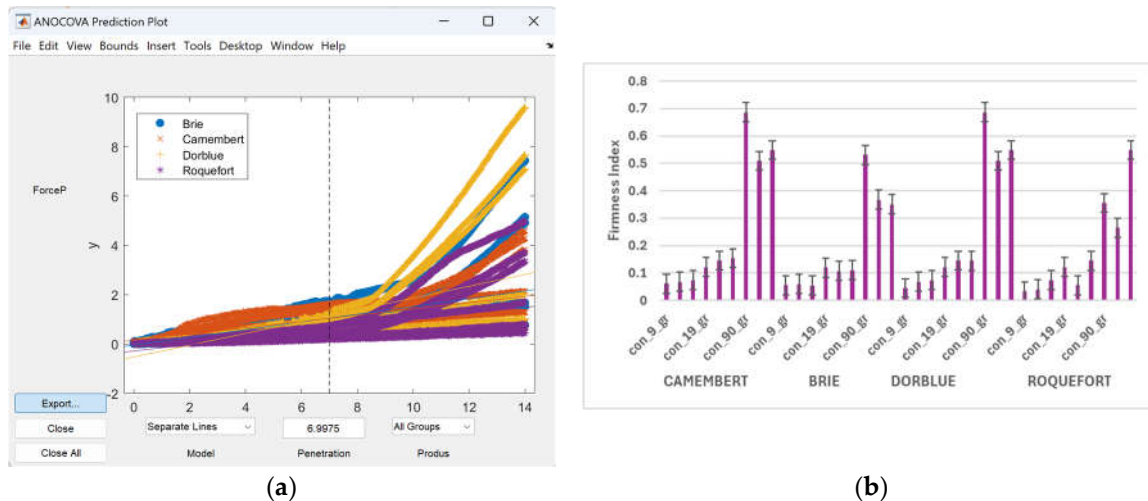 ANOCOVA Prediction Plot
File Edit View Bounds Insert Tools Desktop Window Help
10
8
6
4
2
0
-2
ForceP
y
Brie
Camembert
Dorblue
Roquefort
0 2 4 6 8 10 12 14
Export...
Close
Close All
Separate Lines
Model
6.9975
Penetration
All Groups
Produs
(a)
Firmness Index
0.8
0.7
0.6
0.5
0.4
0.3
0.2
0.1
0
con_9_gr con_19_gr con_90_gr con_9_gr con_19_gr con_90_gr con_9_gr con_19_gr con_90_gr con_9_gr con_19_gr con_90_gr
CAMEMBERT BRIE DORBLUE ROQUEFORT
(b)